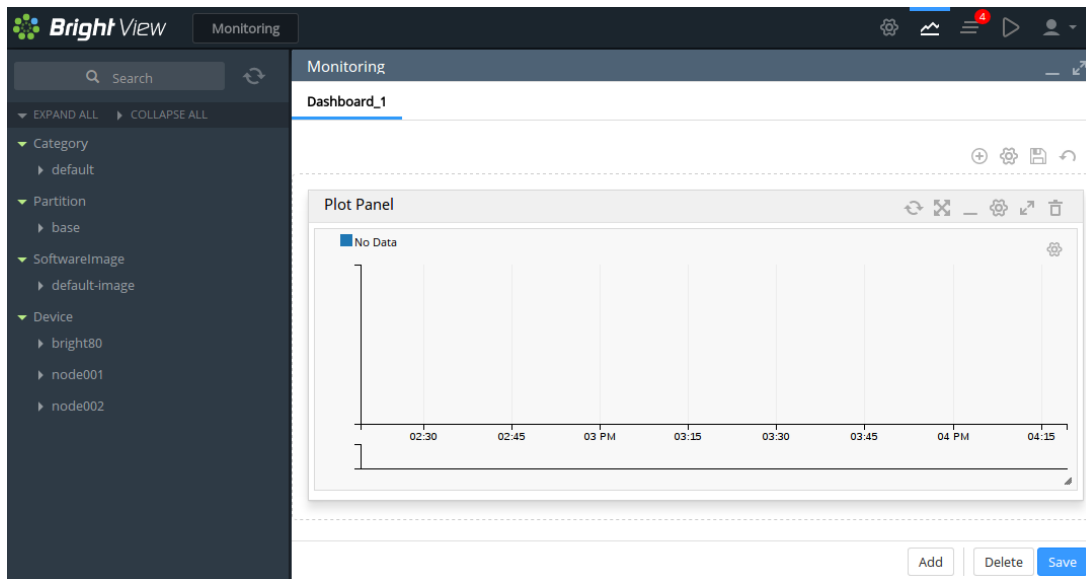 Bright View
Monitoring
4
Search
EXPAND ALL COLLAPSE ALL
Category
default
Partition
base
SoftwareImage
default-image
Device
bright80
node001
node002
Monitoring
Dashboard_1
Plot Panel
No Data
02:30 02:45 03 PM 03:15 03:30 03:45 04 PM 04:15
Add Delete Save